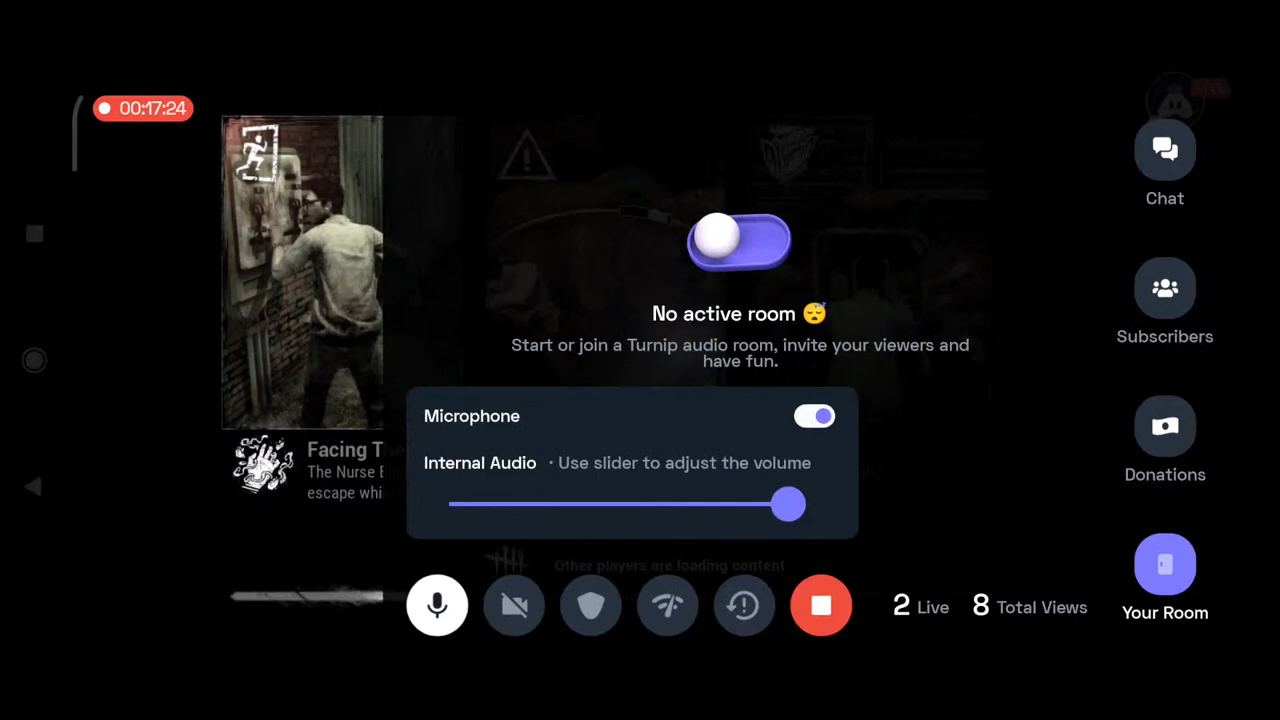 00:17:24
Chat
No active room 😴
Subscribers
Start or join a Turnip audio room, invite your viewers and
have fun.
Microphone
Facing The
Internal Audio · Use slider to adjust the volume
The Nurse
escape whi
Donations
Other players are loading content
2 Live 8 Total Views
Your Room